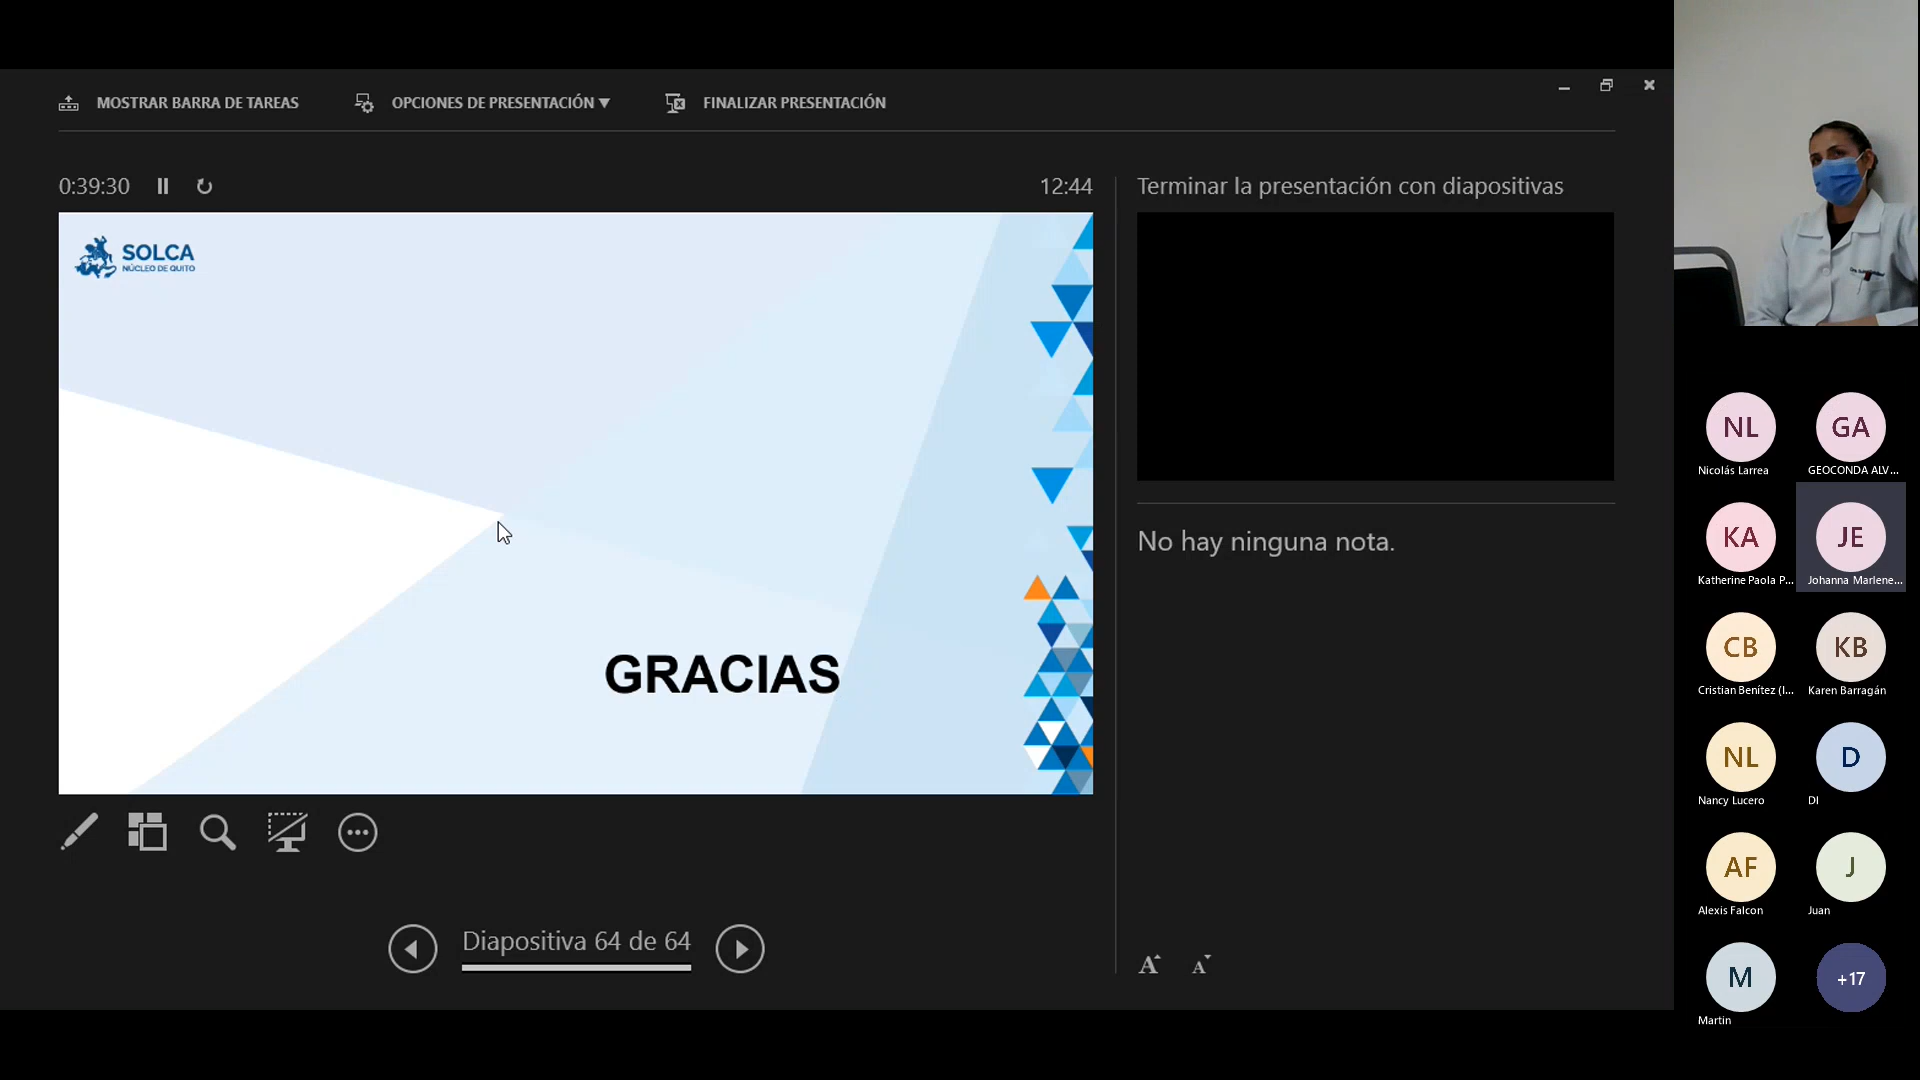 MOSTRAR BARRA DE TAREAS
OPCIONES DE PRESENTACIÓN
FINALIZAR PRESENTACIÓN
0:39:30
12:44
Terminar la presentación con diapositivas
SOLCA
NÚCLEO DE QUITO
GRACIAS
No hay ninguna nota.
Diapositiva 64 de 64
A A
NL GA
Nicolás Larrea GEOCONDA ALV...
KA JE
Katherine Paola P... Johanna Marlene...
CB KB
Cristian Benítez (I... Karen Barragán
NL D
Nancy Lucero DI
AF J
Alexis Falcon Juan
M +17
Martin